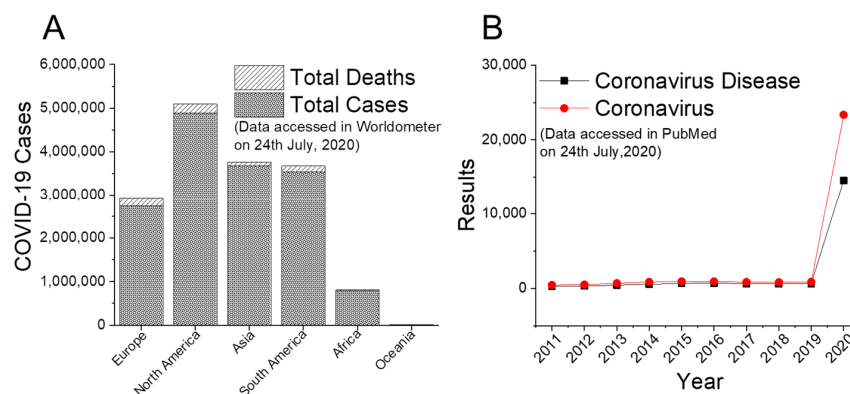 A
COVID-19 Cases
6,000,000
5,000,000
4,000,000
3,000,000
2,000,000
1,000,000
0
Total Deaths
Total Cases
(Data accessed in Worldometer
on 24th July, 2020)
Europe
North America
Asia
South America
Africa
Oceania
B
Results
30,000
20,000
10,000
0
Coronavirus Disease
Coronavirus
(Data accessed in PubMed
on 24th July,2020)
2011
2012
2013
2014
2015
2016
2017
2018
2019
2020
Year